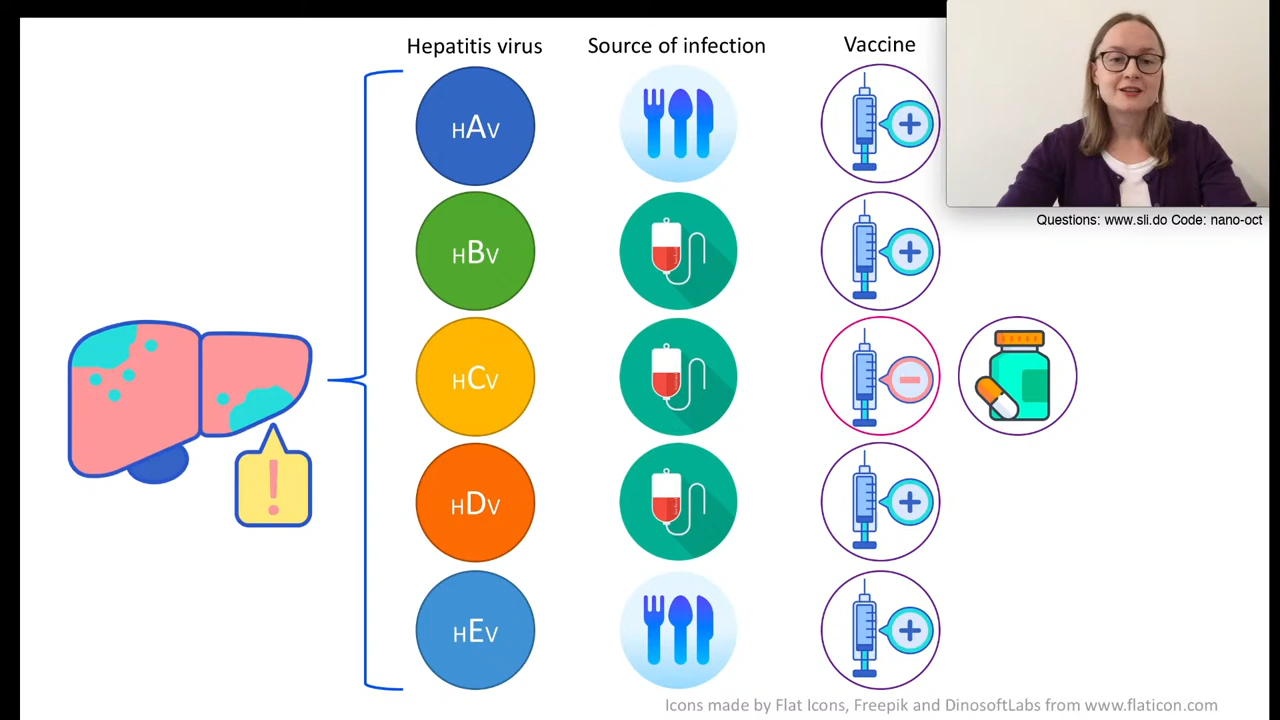 Hepatitis virus
Source of infection
Vaccine
HAV
HBV
HCV
HDV
HEV
!
Questions: www.sli.do Code: nano-oct
Icons made by Flat Icons, Freepik and DinosoftLabs from www.flaticon.com